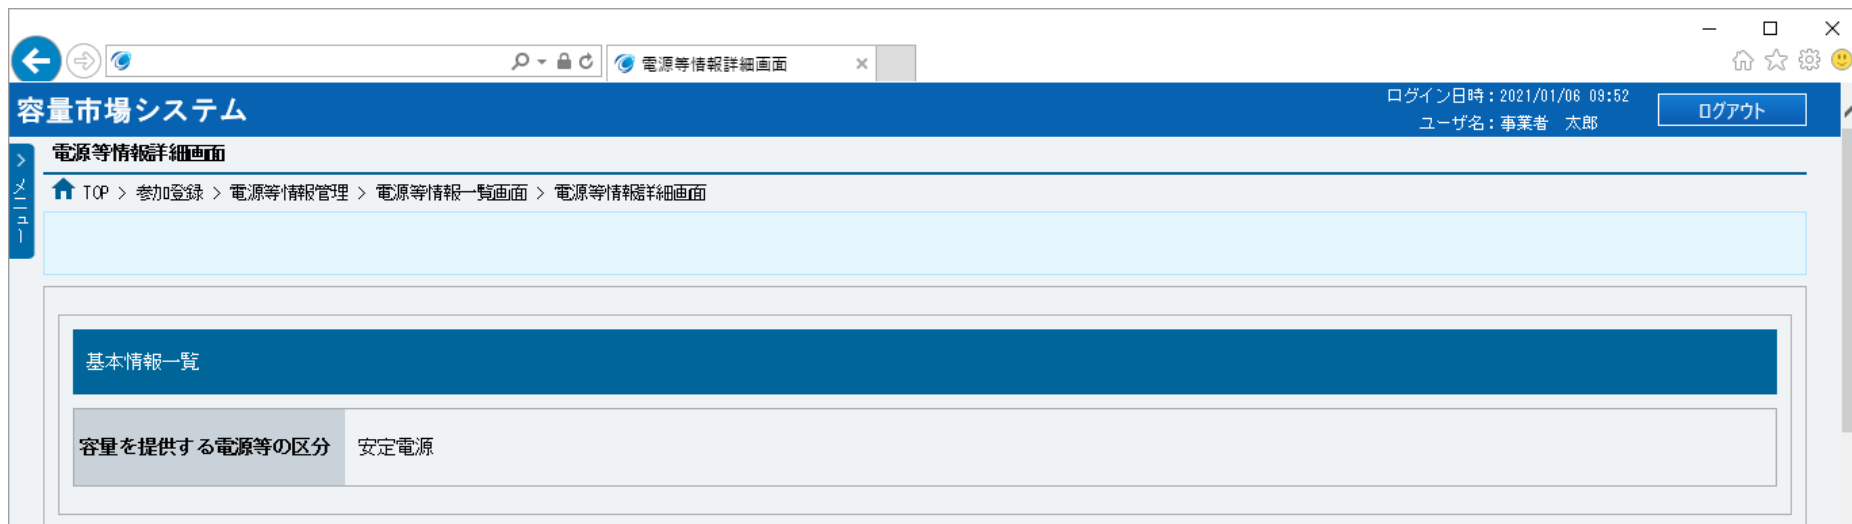 電源等情報詳細画面
容量市場システム
ログイン日時：2021/01/06 09:52
ユーザ名：事業者　太郎
ログアウト
メニュー
電源等情報詳細画面
TOP > 参加登録 > 電源等情報管理 > 電源等情報一覧画面 > 電源等情報詳細画面
基本情報一覧
容量を提供する電源等の区分 安定電源